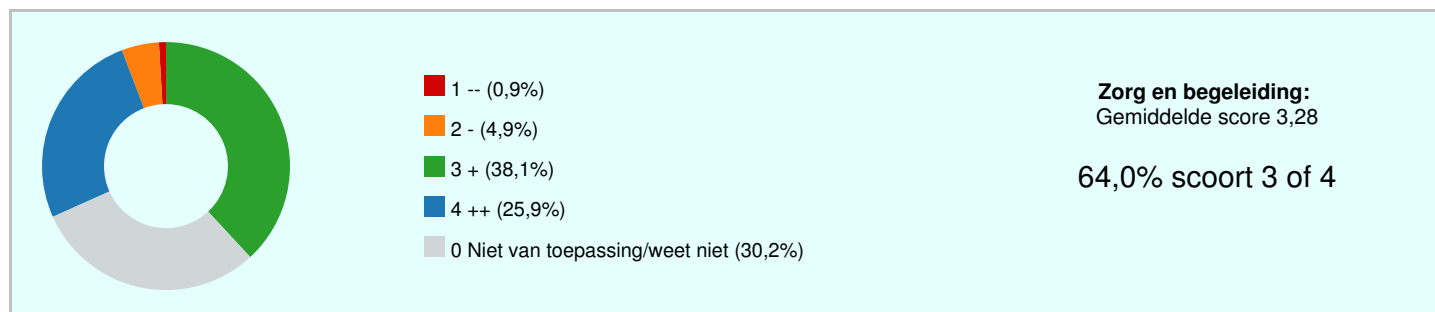 1 -- (0,9%)
2 - (4,9%)
3 + (38,1%)
4 ++ (25,9%)
0 Niet van toepassing/weet niet (30,2%)
Zorg en begeleiding:
Gemiddelde score 3,28
64,0% scoort 3 of 4